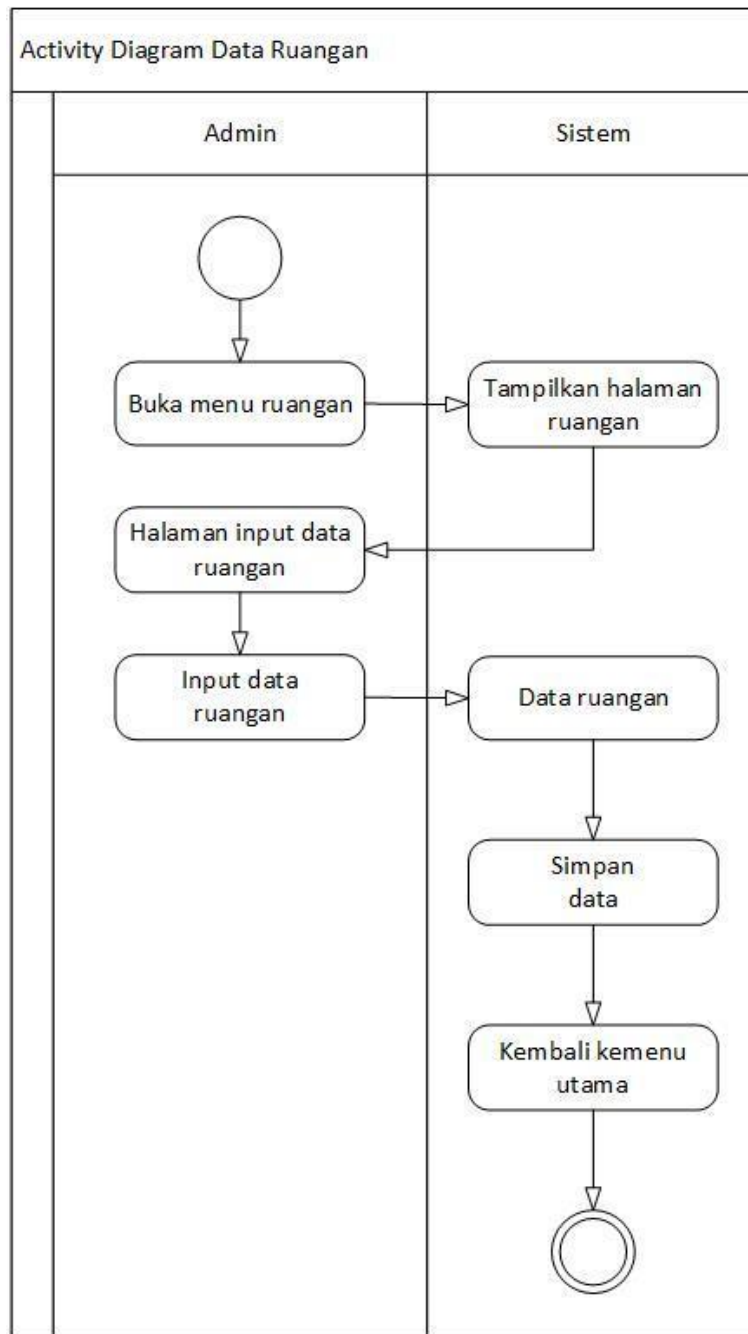 Activity Diagram Data Ruangan
Admin
Sistem
Buka menu ruangan
Tampilkan halaman
ruangan
Halaman input data
ruangan
Input data
ruangan
Data ruangan
Simpan
data
Kembali kemenu
utama